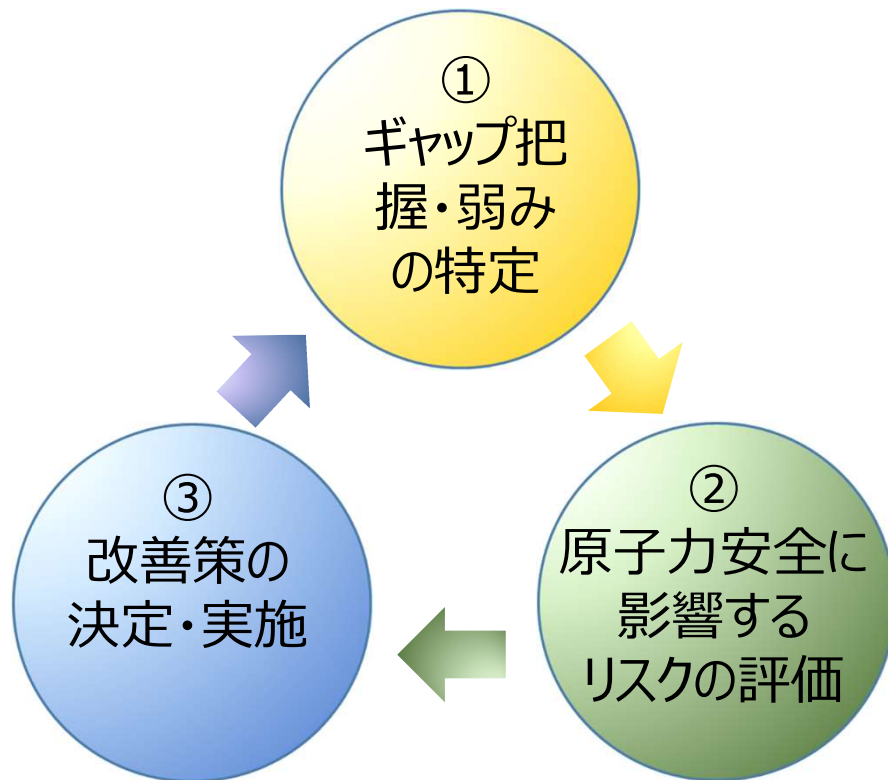 ①
ギャップ把
握・弱み
の特定
②
原子力安全に
影響する
リスクの評価
③
改善策の
決定・実施